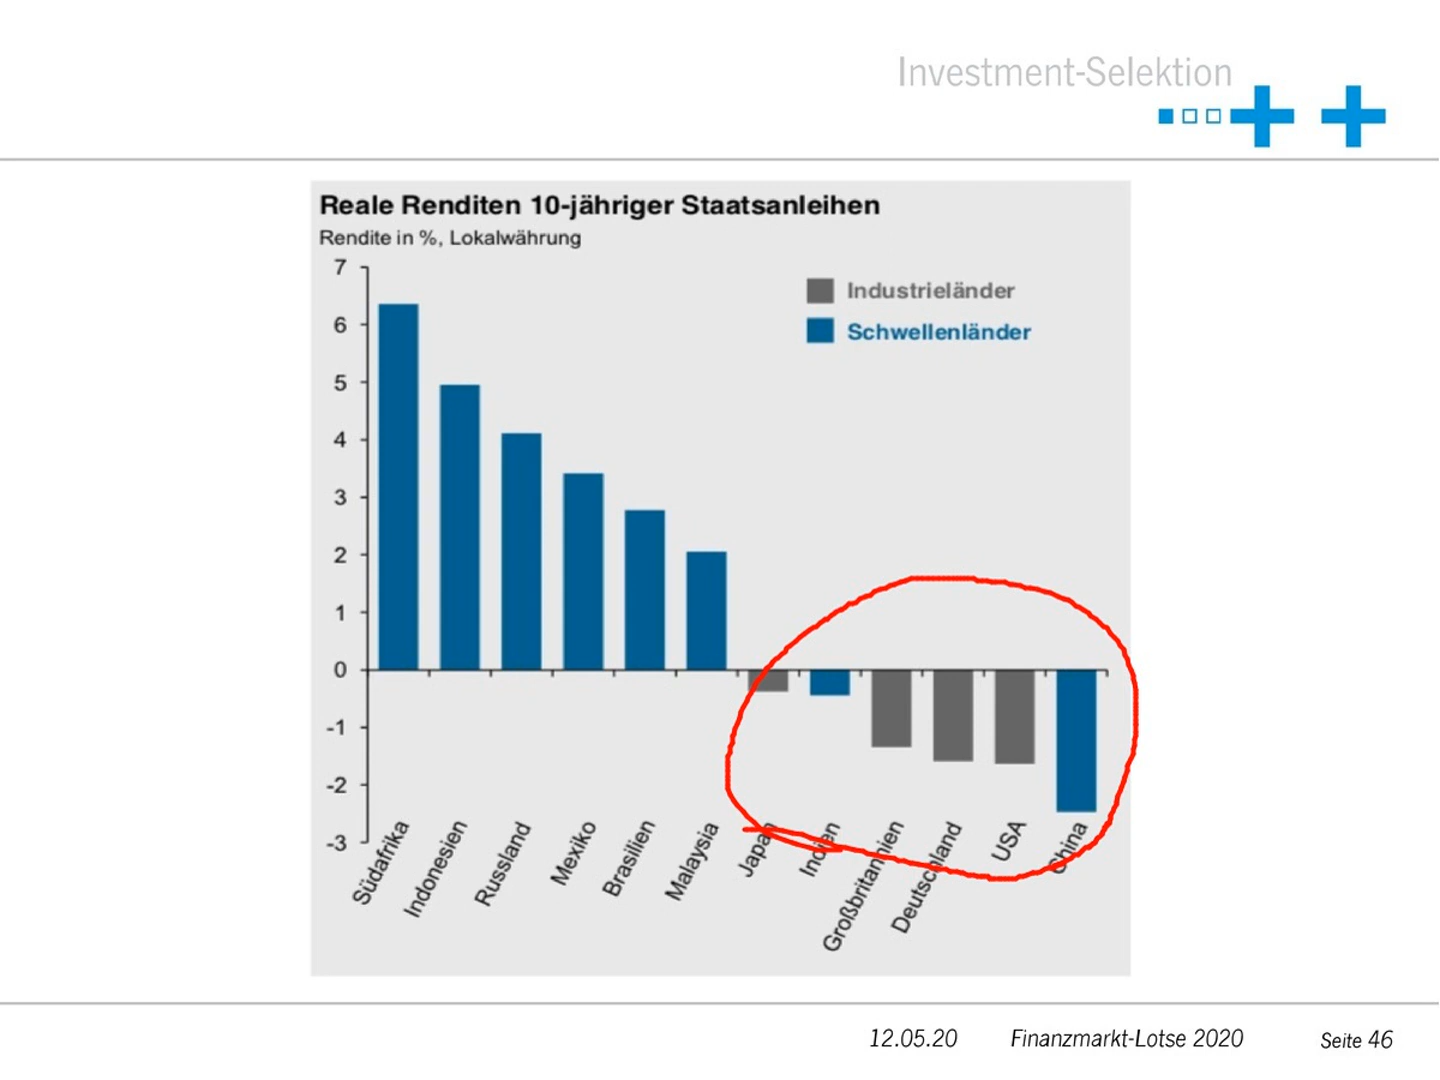 Investment-Selektion
Reale Renditen 10-jähriger Staatsanleihen
Rendite in %, Lokalwährung
Industrieländer
Schwellenländer
7
6
5
4
3
2
1
0
-1
-2
-3
Südafrika
Indonesien
Russland
Mexiko
Brasilien
Malaysia
Japan
Indien
Großbritannien
Deutschland
USA
China
12.05.20 Finanzmarkt-Lotse 2020 Seite 46